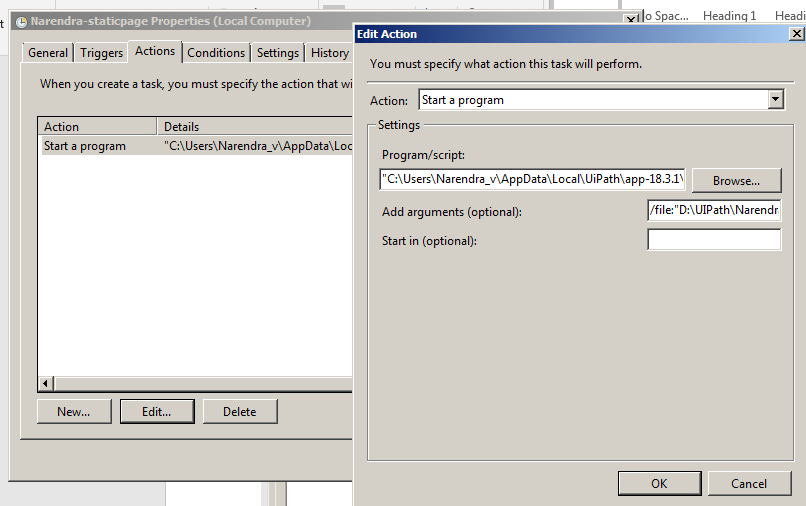 Narendra-staticpage Properties (Local Computer)
General Triggers Actions Conditions Settings History
When you create a task, you must specify the action that wi
Action Details
Start a program "C:\Users\Narendra_v\AppData\Loc
New... Edit... Delete
o Spac... Heading 1 Headi
Edit Action
You must specify what action this task will perform.
Action: Start a program
Settings
Program/script:
"C:\Users\Narendra_v\AppData\Local\UiPath\app-18.3.1\ Browse...
Add arguments (optional): /file:"D:\UIPath\Narendr
Start in (optional):
OK Cancel